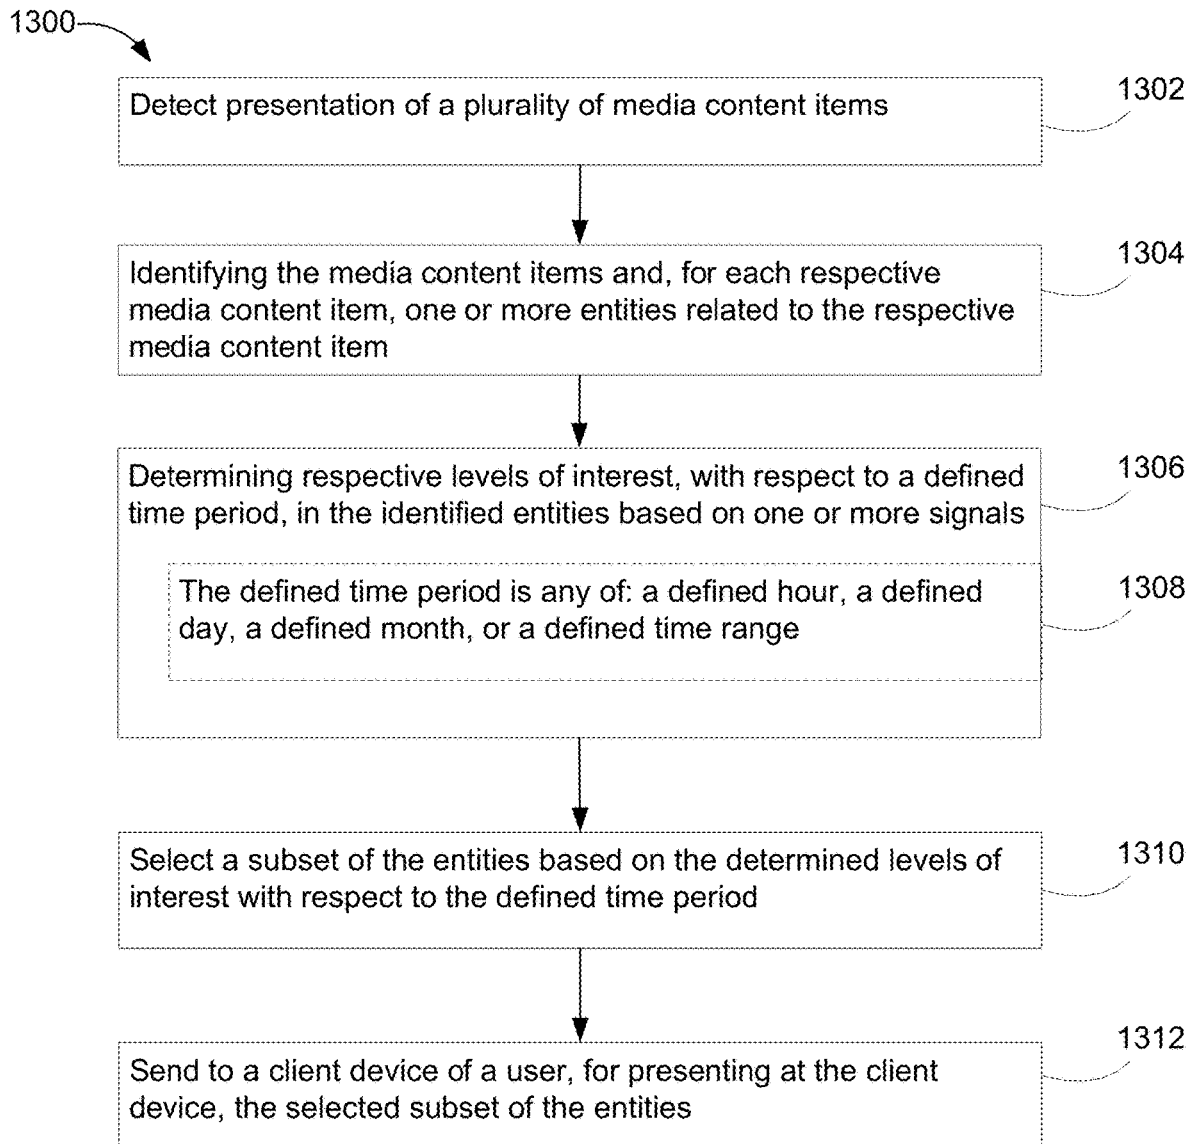 1300
Detect presentation of a plurality of media content items
1302
Identifying the media content items and, for each respective
media content item, one or more entities related to the respective
media content item
1304
Determining respective levels of interest, with respect to a defined
time period, in the identified entities based on one or more signals
1306
The defined time period is any of: a defined hour, a defined
day, a defined month, or a defined time range
1308
Select a subset of the entities based on the determined levels of
interest with respect to the defined time period
1310
Send to a client device of a user, for presenting at the client
device, the selected subset of the entities
1312